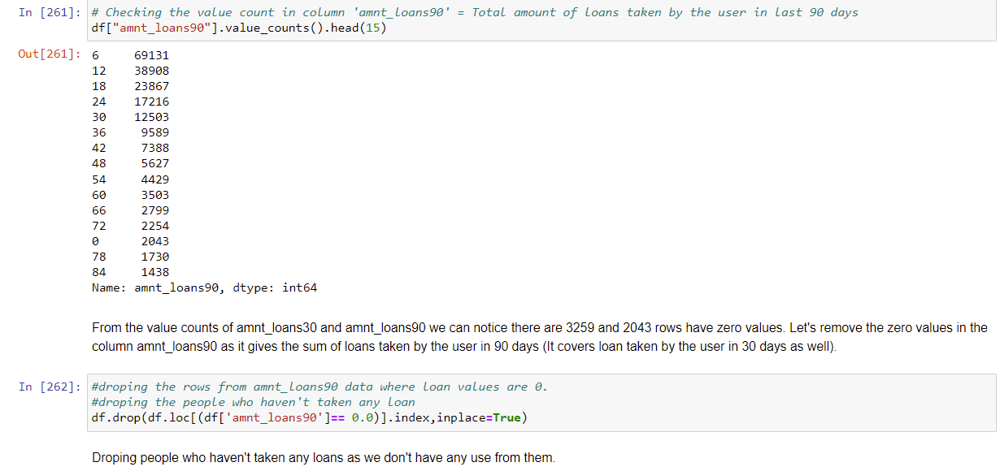 In [261]: # Checking the value count in column 'amnt_loans90' = Total amount of loans taken by the user in last 90 days
df["amnt_loans90"].value_counts().head(15)
Out[261]: 6     69131
12    38908
18    23867
24    17216
30    12503
36     9589
42     7388
48     5627
54     4429
60     3503
66     2799
72     2254
0      2043
78     1730
84     1438
Name: amnt_loans90, dtype: int64
From the value counts of amnt_loans30 and amnt_loans90 we can notice there are 3259 and 2043 rows have zero values. Let's remove the zero values in the
column amnt_loans90 as it gives the sum of loans taken by the user in 90 days (It covers loan taken by the user in 30 days as well).
In [262]: #droping the rows from amnt_loans90 data where loan values are 0.
#droping the people who haven't taken any loan
df.drop(df.loc[(df['amnt_loans90']== 0.0)].index,inplace=True)
Droping people who haven't taken any loans as we don't have any use from them.